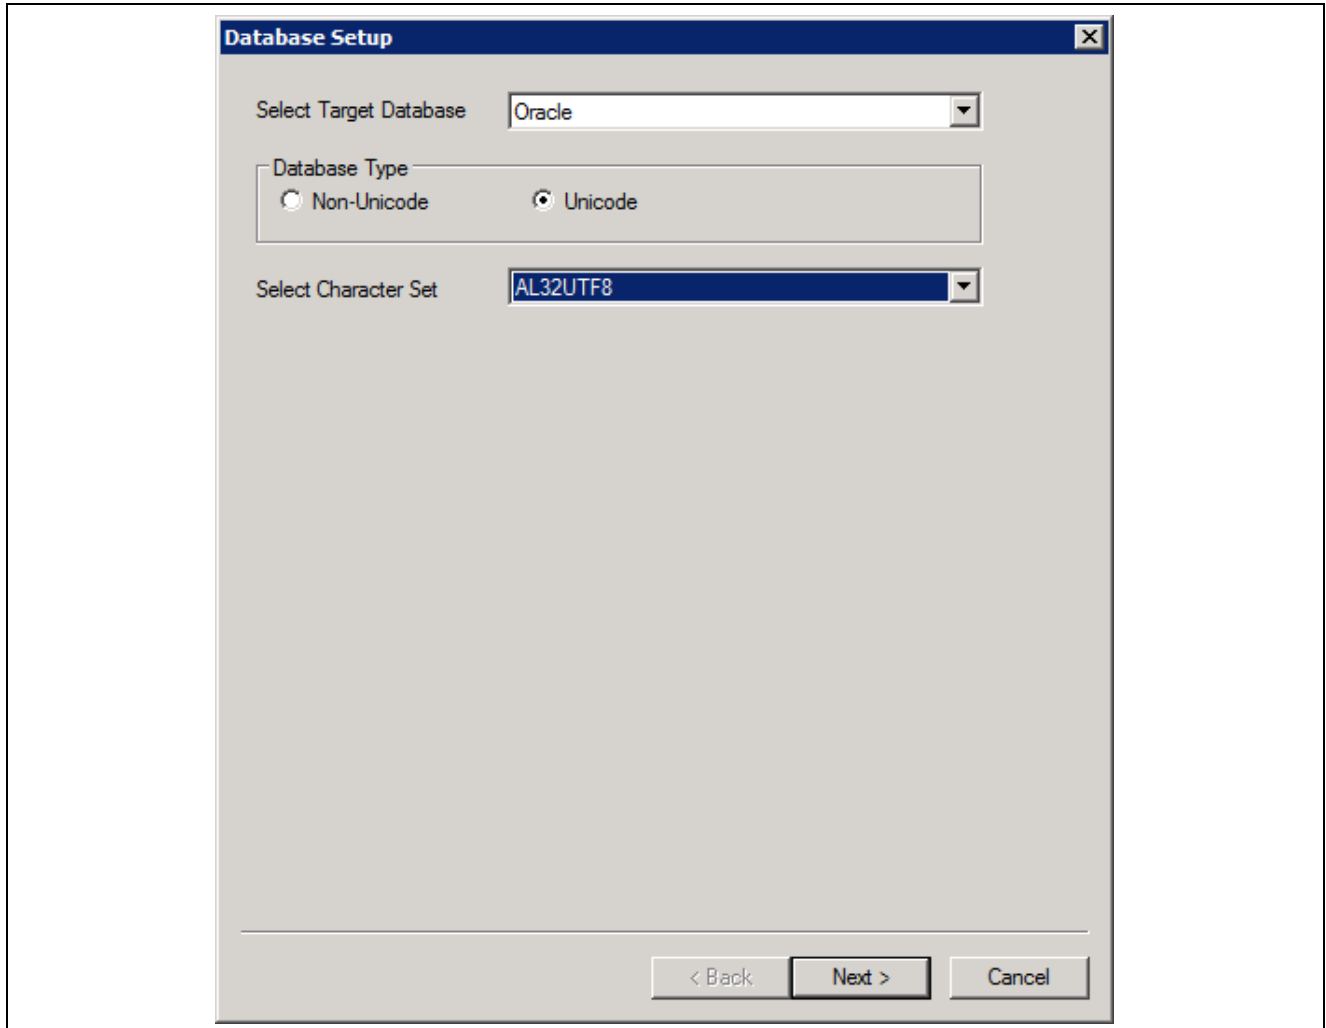 Database Setup
Select Target Database Oracle
Database Type
Non-Unicode Unicode
Select Character Set AL32UTF8
< Back Next > Cancel